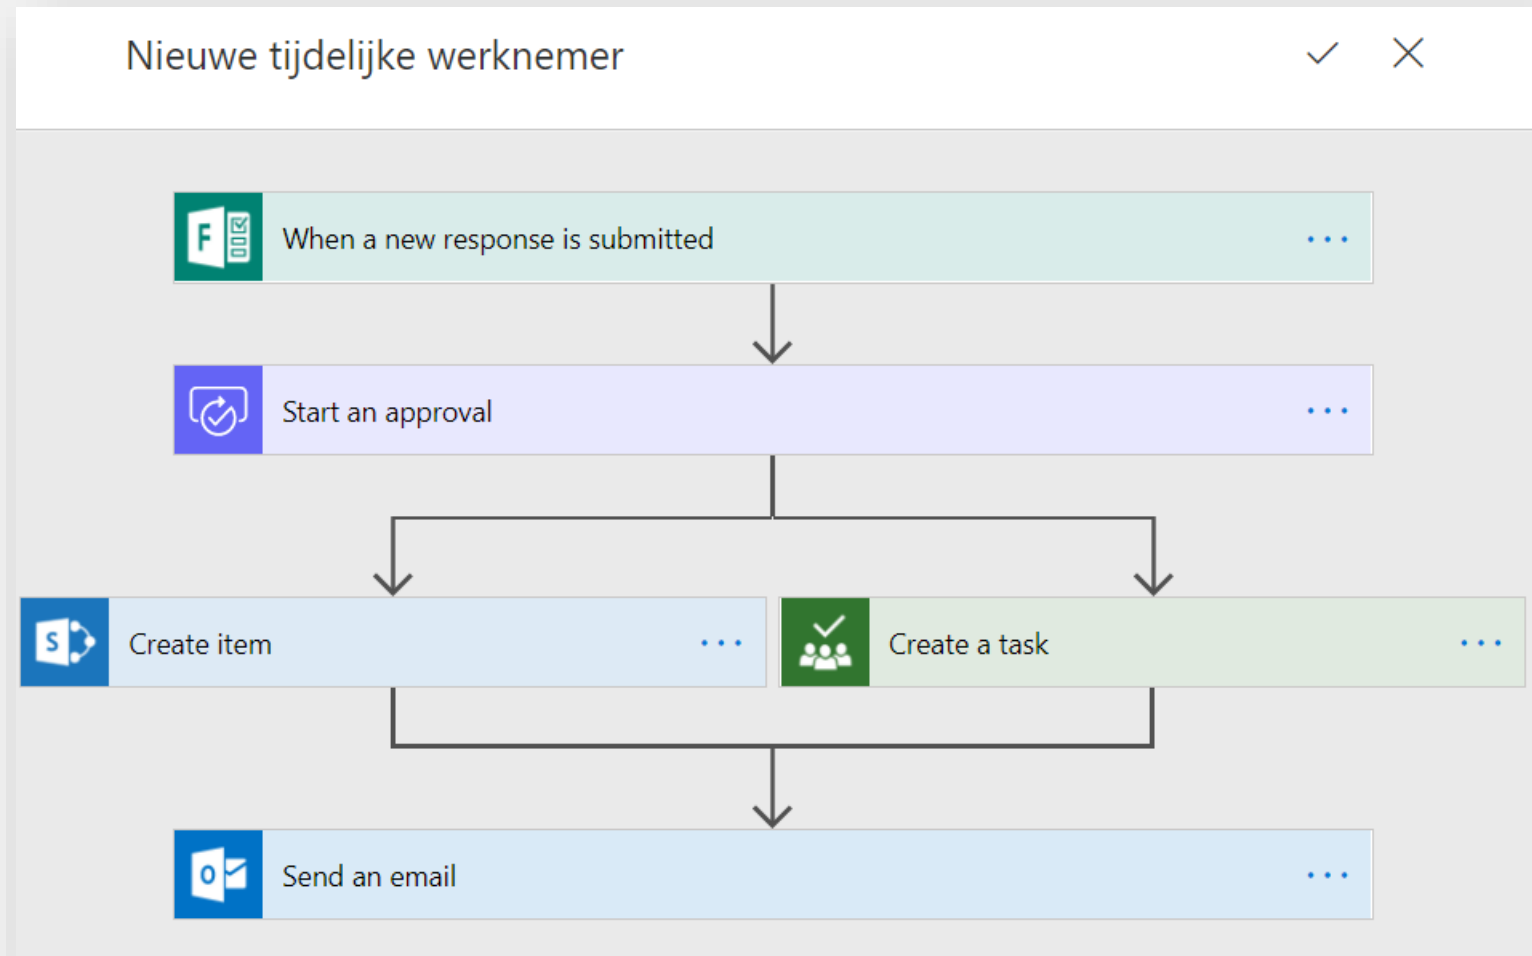 Nieuwe tijdelijke werknemer
F
When a new response is submitted
Start an approval
S
Create item
Create a task
O
Send an email